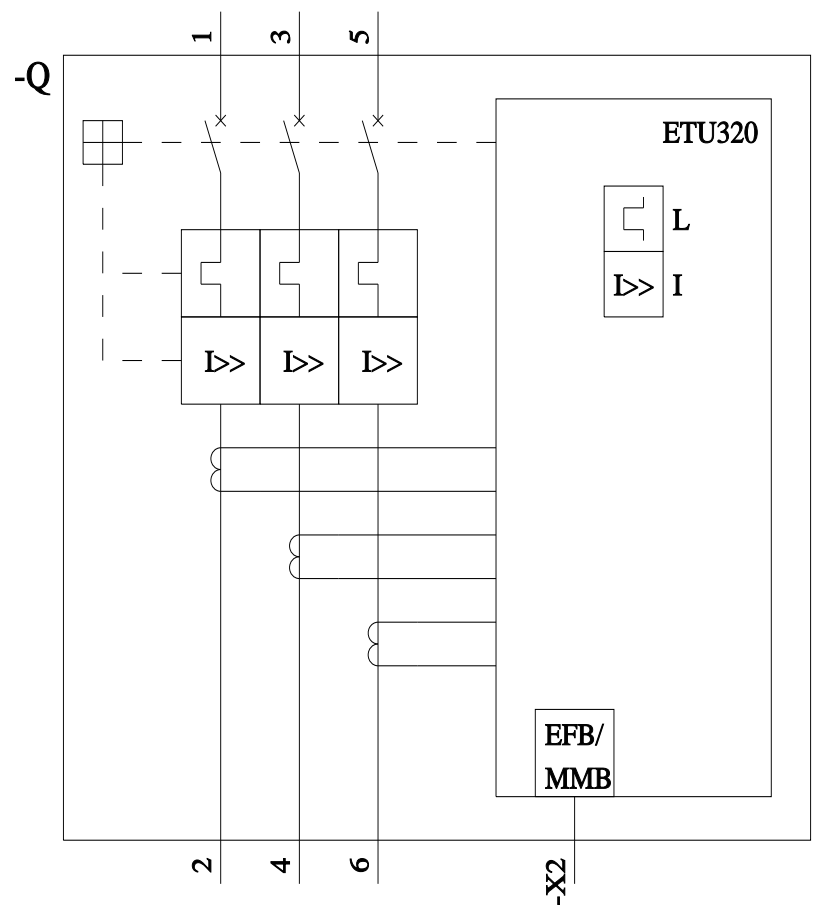 1 3 5
-Q
ETU320
L
I>> I
I>> I>> I>>
EFB/
MMB
2 4 6 -X2